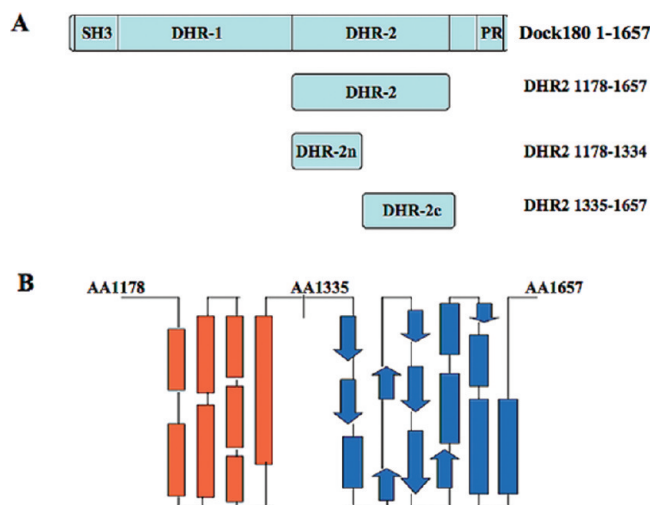 A
SH3 DHR-1 DHR-2 PR Dock180 1-1657
DHR-2 DHR2 1178-1657
DHR-2n DHR2 1178-1334
DHR-2c DHR2 1335-1657
B
AA1178 AA1335 AA1657